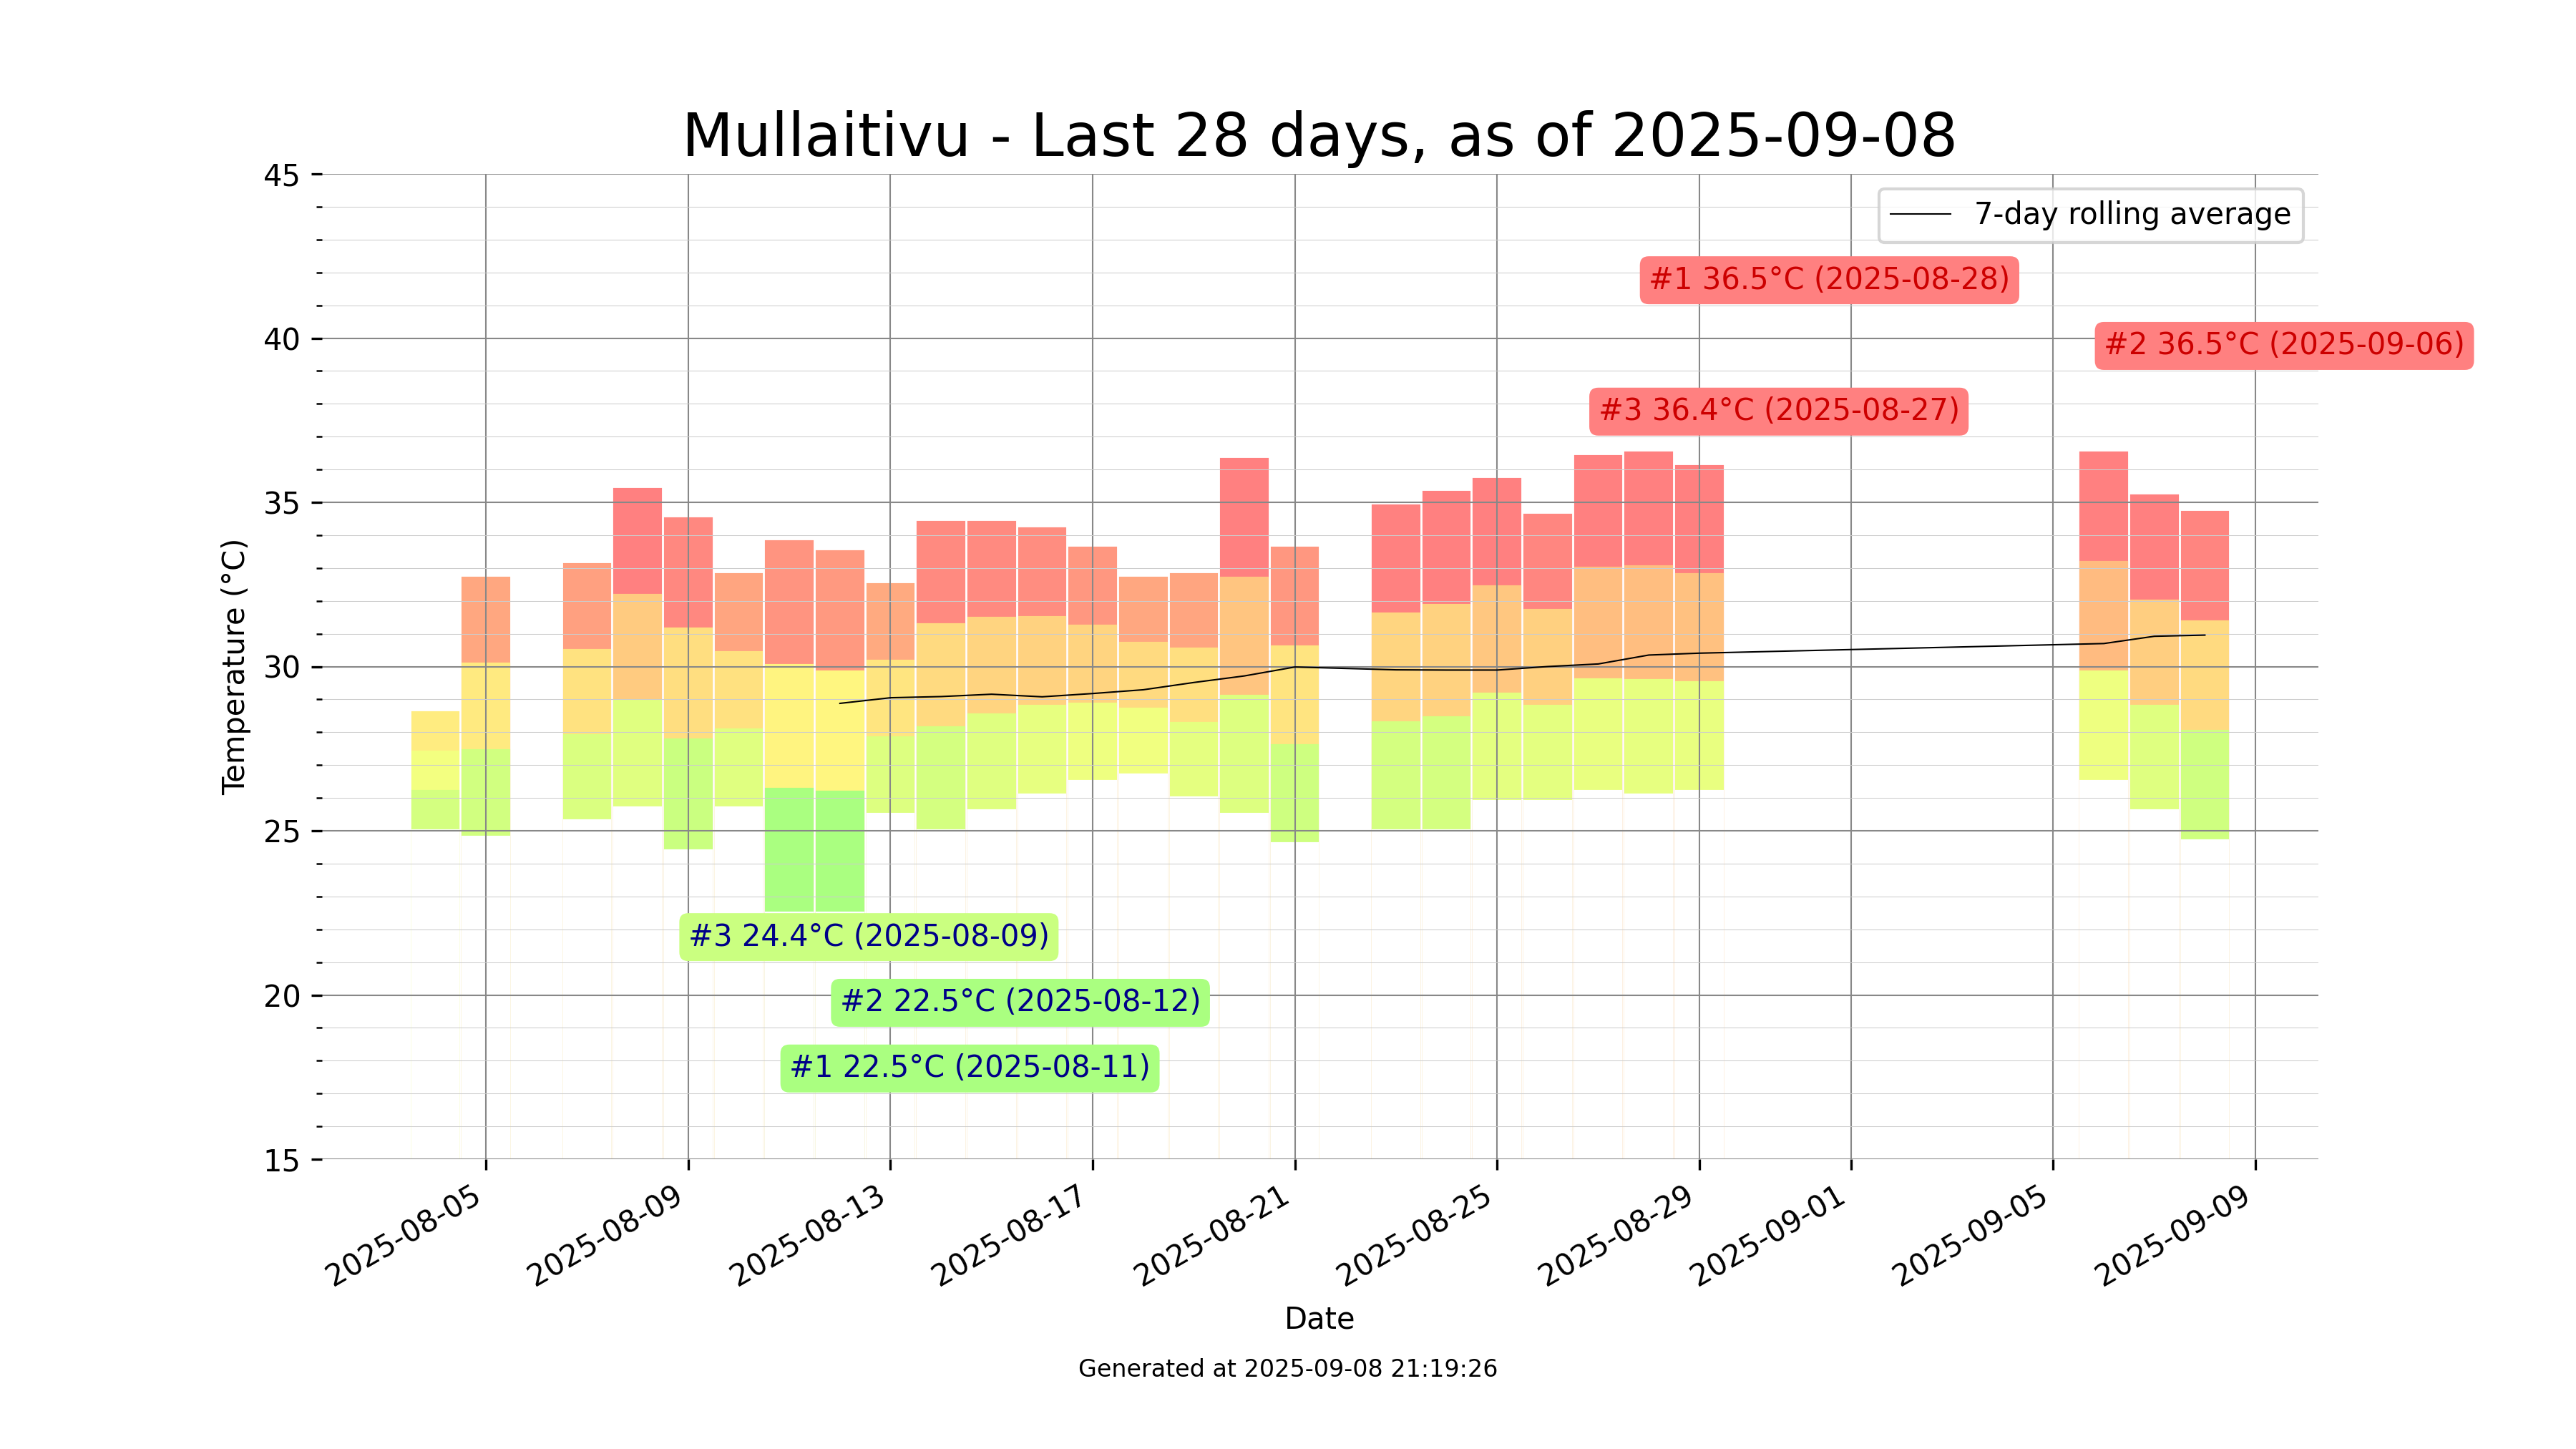 Mullaitivu - Last 28 days, as of 2025-09-08
45
40
35
30
25
20
15
Temperature (°C)
7-day rolling average
#1 36.5°C (2025-08-28)
#2 36.5°C (2025-09-06)
#3 36.4°C (2025-08-27)
#3 24.4°C (2025-08-09)
#2 22.5°C (2025-08-12)
#1 22.5°C (2025-08-11)
2025-08-05
2025-08-09
2025-08-13
2025-08-17
2025-08-21
2025-08-25
2025-08-29
2025-09-01
2025-09-05
2025-09-09
Date
Generated at 2025-09-08 21:19:26